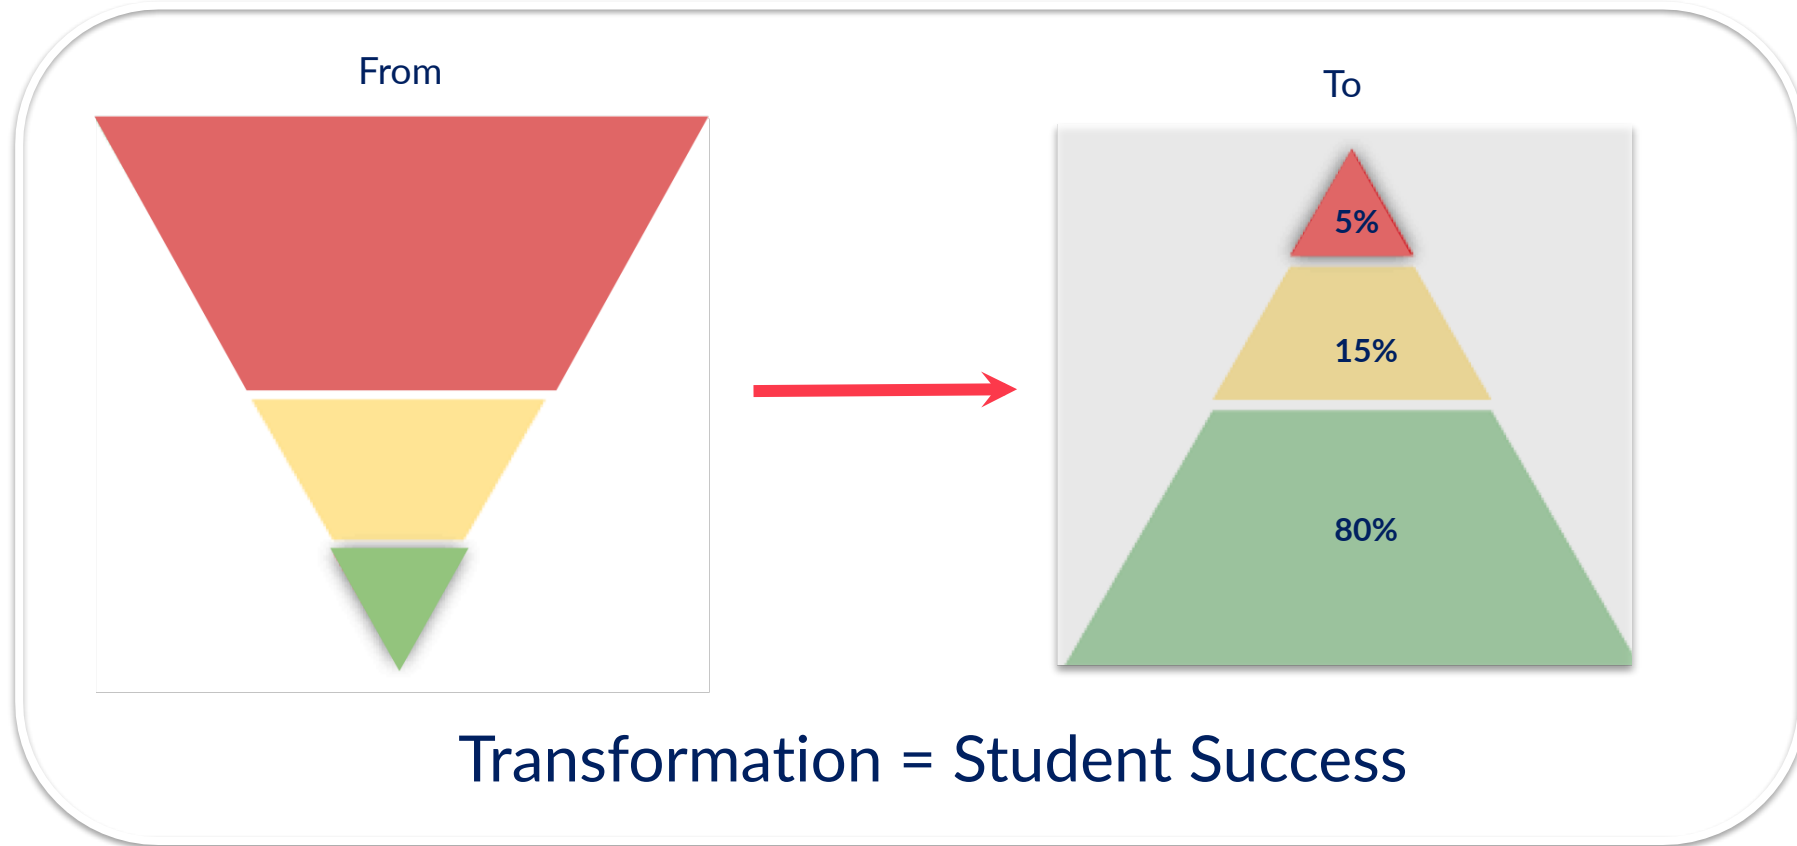 From
To
5%
15%
80%
Transformation = Student Success